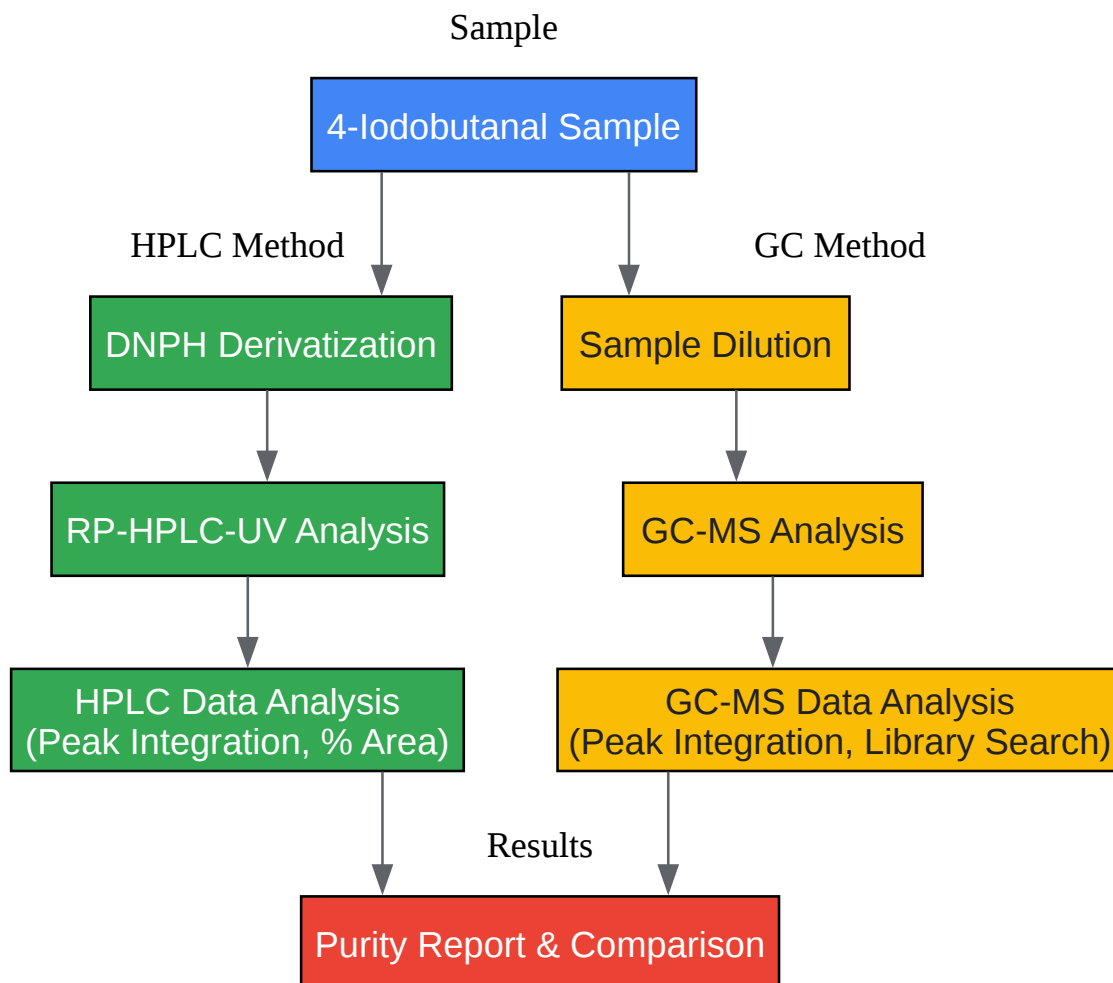 Sample
4-Iodobutanal Sample
HPLC Method
GC Method
DNPH Derivatization
Sample Dilution
RP-HPLC-UV Analysis
GC-MS Analysis
HPLC Data Analysis
(Peak Integration, % Area)
GC-MS Data Analysis
(Peak Integration, Library Search)
Results
Purity Report & Comparison